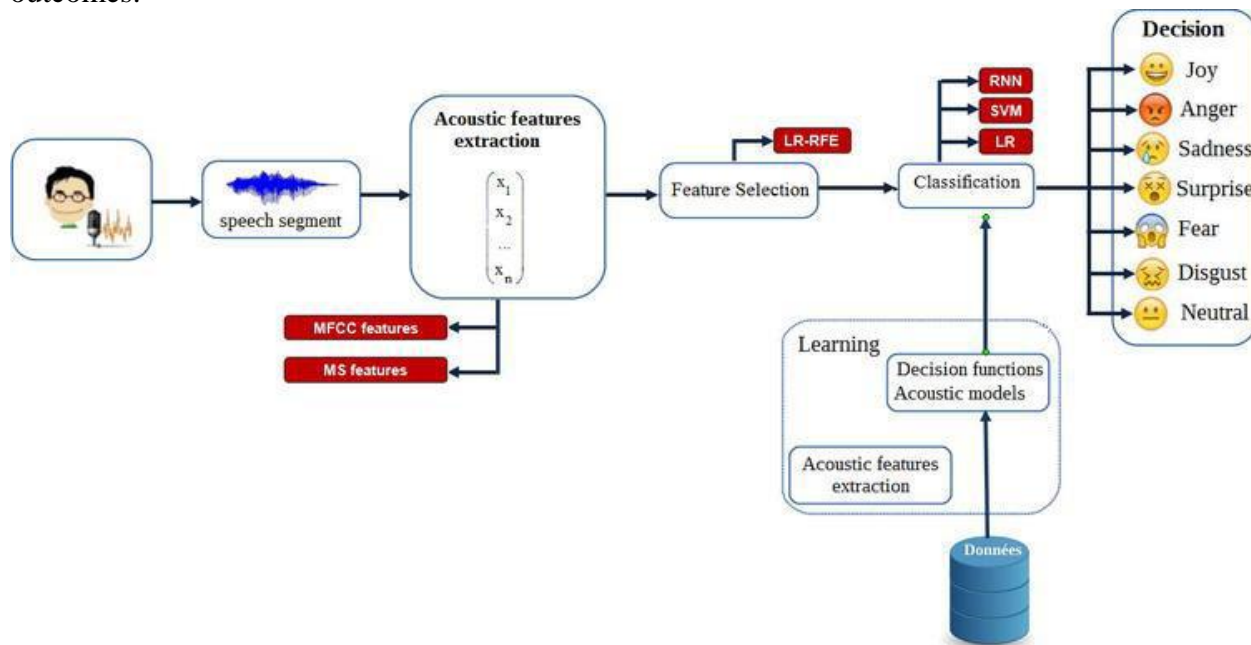 outcomes.
speech segment
Acoustic features
extraction
x1
x2
...
xn
MFCC features
MS features
LR-RFE
Feature Selection
RNN
SVM
LR
Classification
Decision
Joy
Anger
Sadness
Surprise
Fear
Disgust
Neutral
Learning
Decision functions
Acoustic models
Acoustic features
extraction
Données